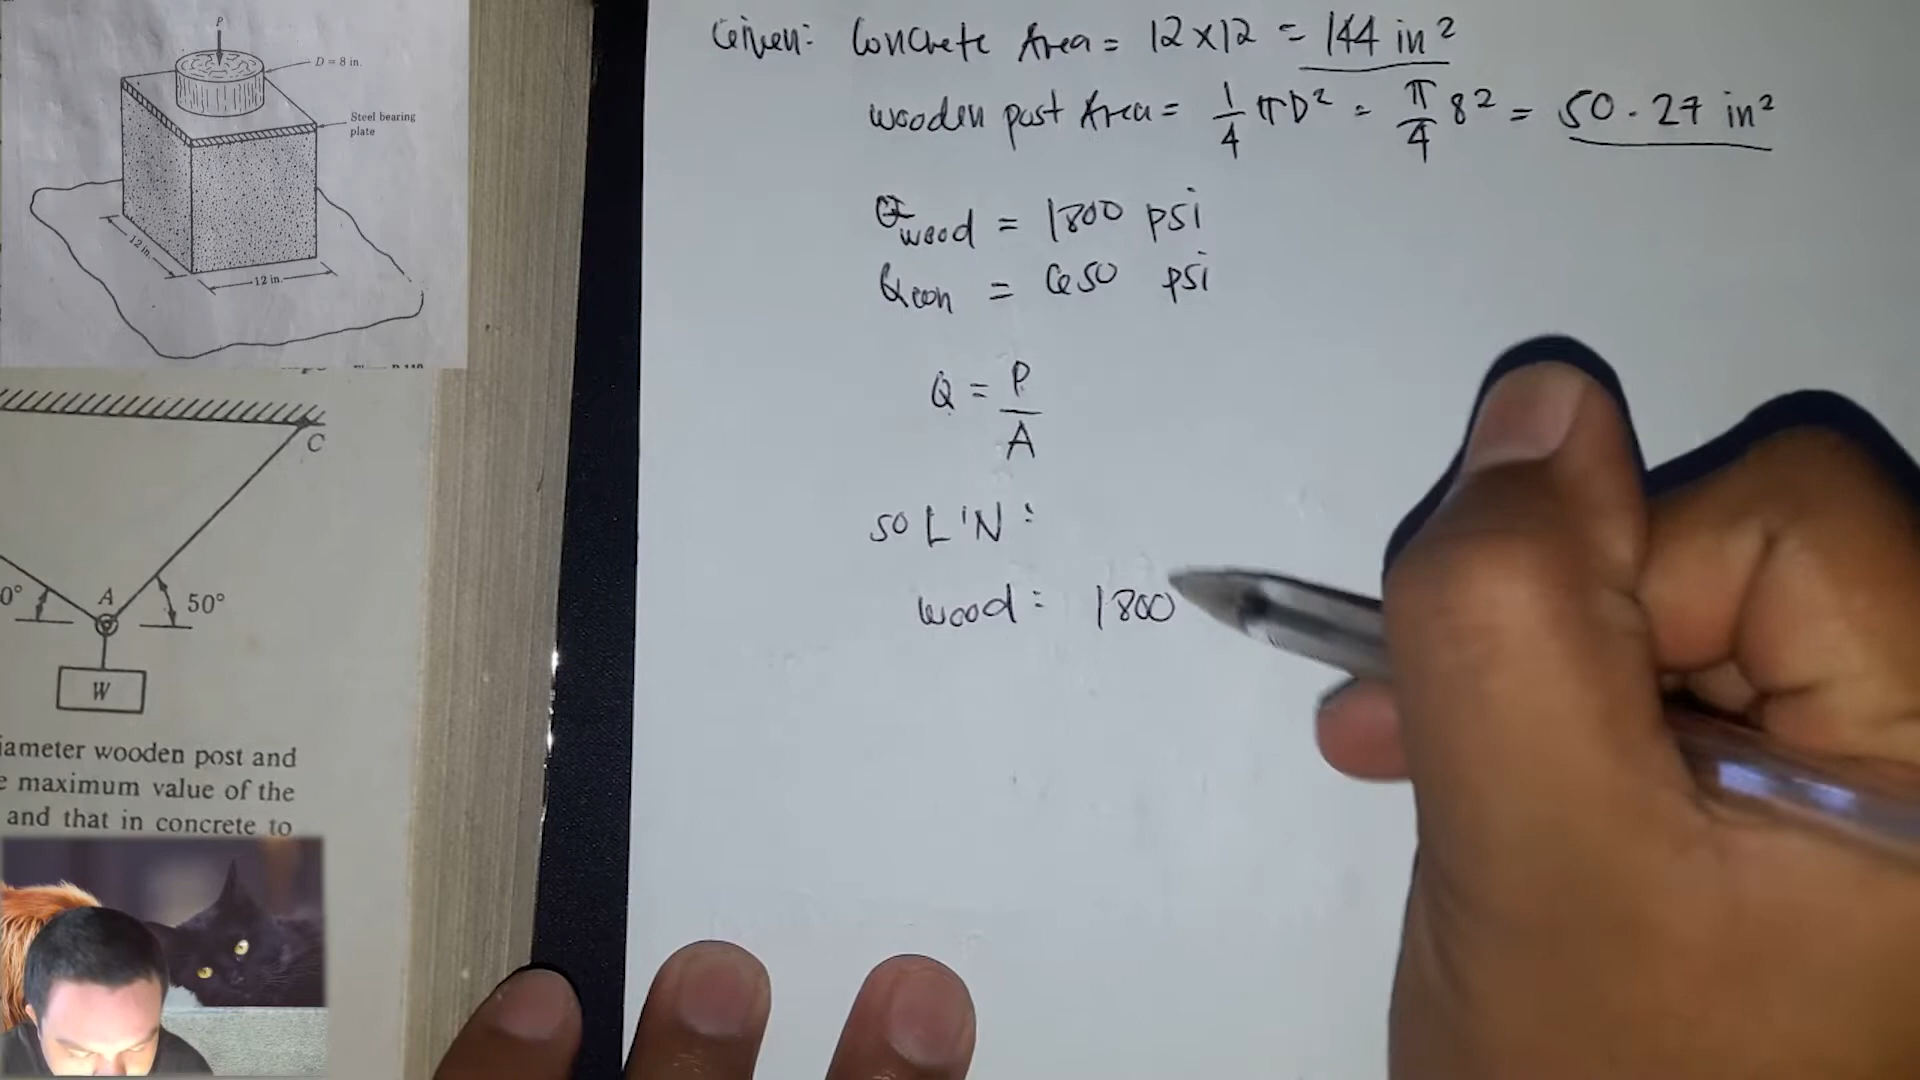 P
D = 8 in.
Steel bearing
plate
12 in.
12 in.
C
A
0°
50°
W
iameter wooden post and
e maximum value of the
and that in concrete to
Given: Concrete Area = 12 x 12 = 144 in²
wooden post Area = 1/4 πD² = π/4 8² = 50.27 in²
σwood = 1800 psi
σcon = 650 psi
σ = P/A
SOL'N:
wood: 1800